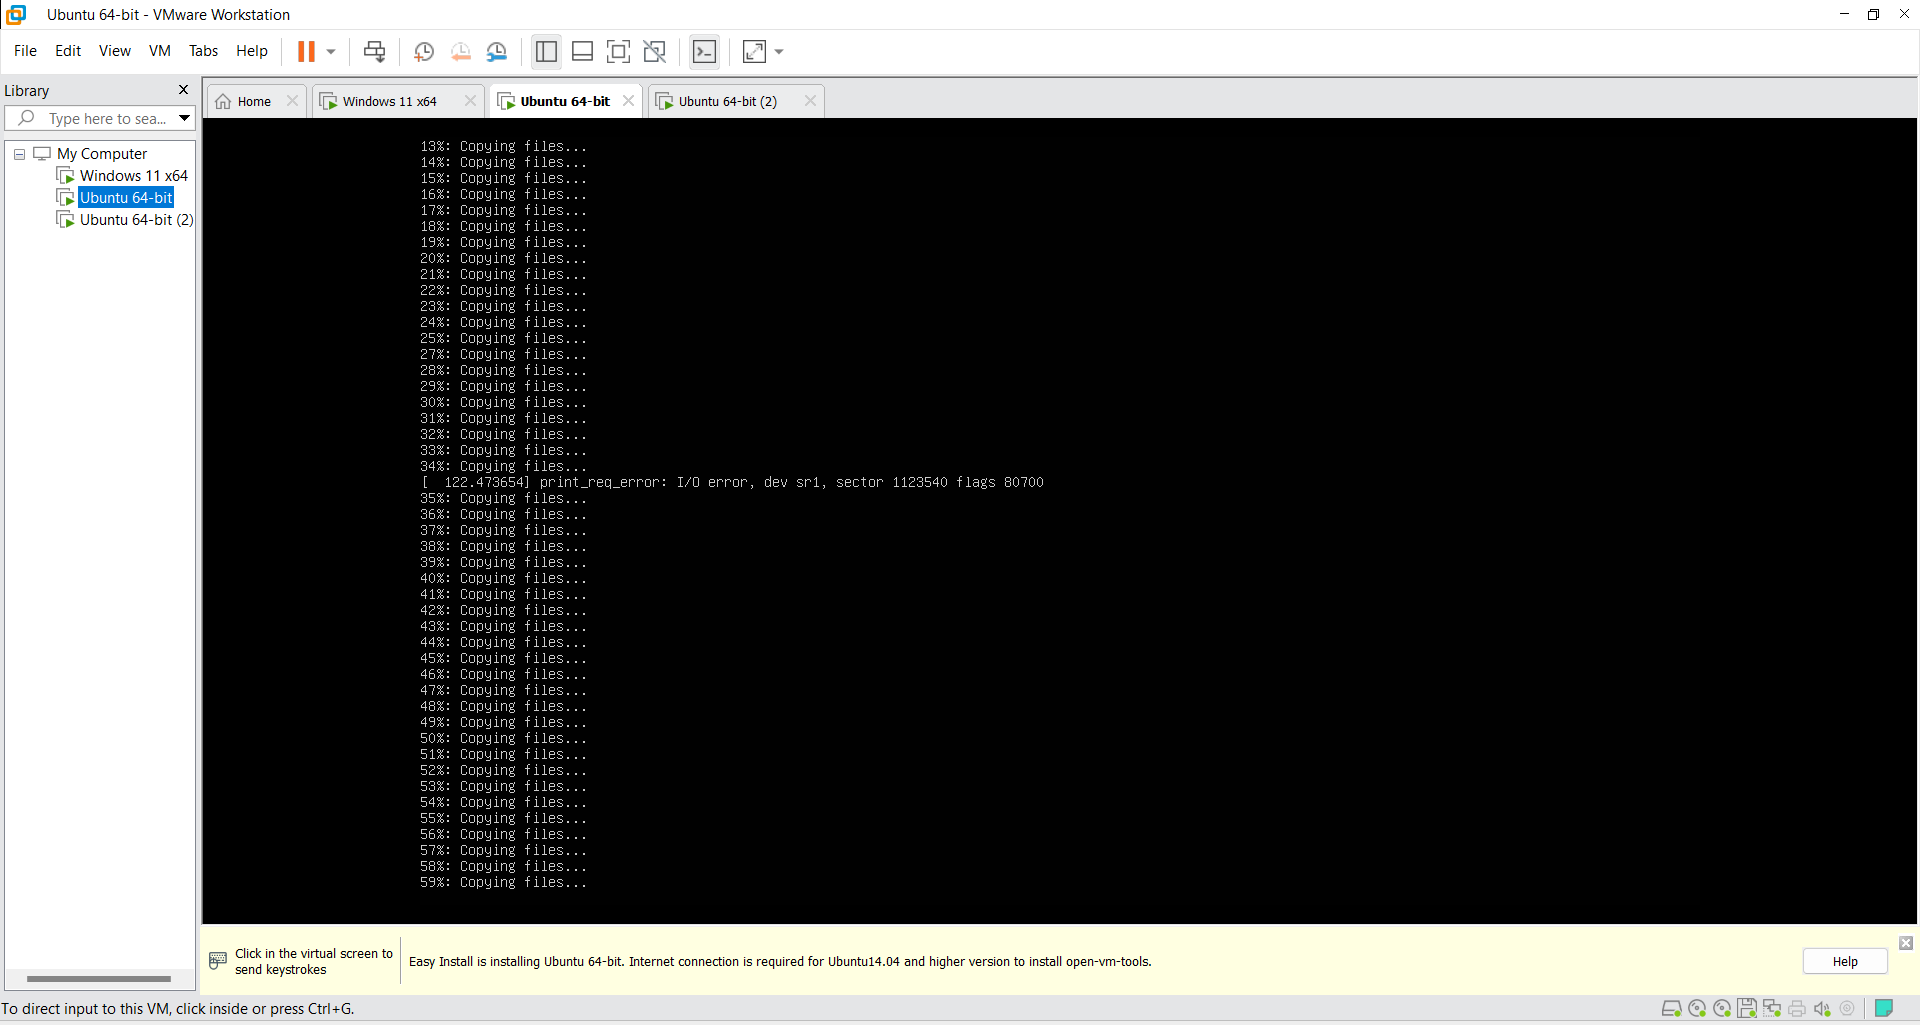 Ubuntu 64-bit - VMware Workstation
File Edit View VM Tabs Help
Library
Type here to sea...
My Computer
Windows 11 x64
Ubuntu 64-bit
Ubuntu 64-bit (2)
Home
Windows 11 x64
Ubuntu 64-bit
Ubuntu 64-bit (2)
13%: Copying files...
14%: Copying files...
15%: Copying files...
16%: Copying files...
17%: Copying files...
18%: Copying files...
19%: Copying files...
20%: Copying files...
21%: Copying files...
22%: Copying files...
23%: Copying files...
24%: Copying files...
25%: Copying files...
27%: Copying files...
28%: Copying files...
29%: Copying files...
30%: Copying files...
31%: Copying files...
32%: Copying files...
33%: Copying files...
34%: Copying files...
[  122.473654] print_req_error: I/O error, dev sr1, sector 1123540 flags 80700
35%: Copying files...
36%: Copying files...
37%: Copying files...
38%: Copying files...
39%: Copying files...
40%: Copying files...
41%: Copying files...
42%: Copying files...
43%: Copying files...
44%: Copying files...
45%: Copying files...
46%: Copying files...
47%: Copying files...
48%: Copying files...
49%: Copying files...
50%: Copying files...
51%: Copying files...
52%: Copying files...
53%: Copying files...
54%: Copying files...
55%: Copying files...
56%: Copying files...
57%: Copying files...
58%: Copying files...
59%: Copying files...
Click in the virtual screen to
send keystrokes
Easy Install is installing Ubuntu 64-bit. Internet connection is required for Ubuntu14.04 and higher version to install open-vm-tools.
Help
To direct input to this VM, click inside or press Ctrl+G.